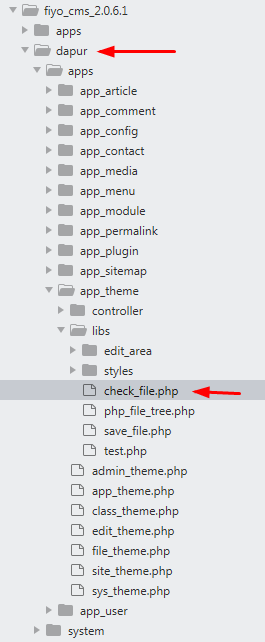 fiyo_cms_2.0.6.1
apps
dapur
apps
app_article
app_comment
app_config
app_contact
app_media
app_menu
app_module
app_permalink
app_plugin
app_sitemap
app_theme
controller
libs
edit_area
styles
check_file.php
php_file_tree.php
save_file.php
test.php
admin_theme.php
app_theme.php
class_theme.php
edit_theme.php
file_theme.php
site_theme.php
sys_theme.php
app_user
system